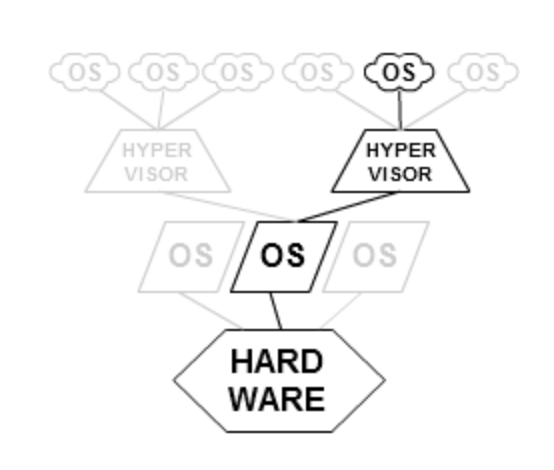 OS OS OS OS OS OS
HYPER HYPER
VISOR VISOR
OS OS OS
HARD
WARE